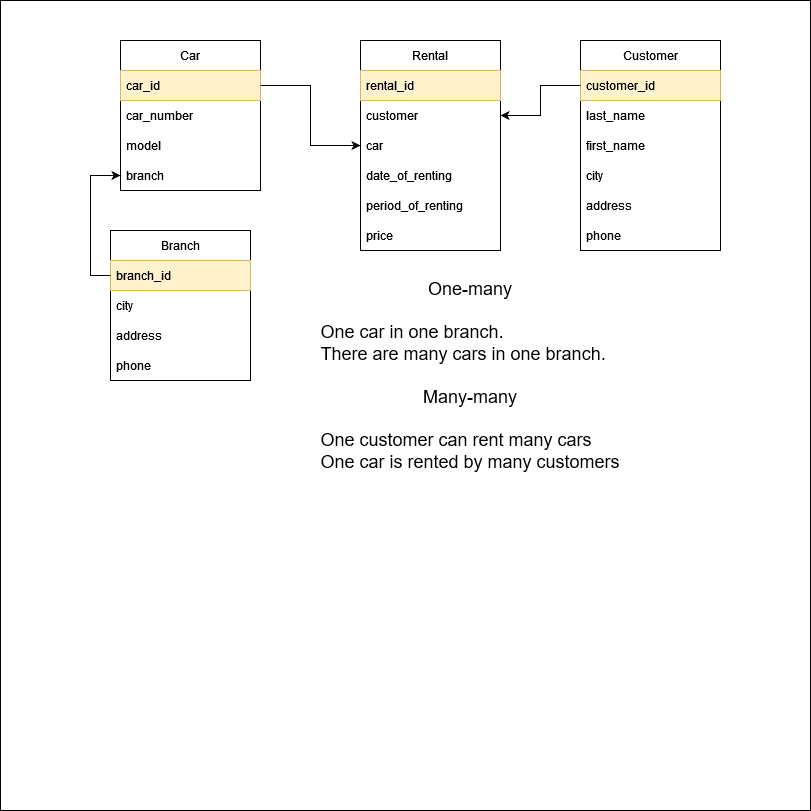 Car
car_id
car_number
model
branch
Rental
rental_id
customer
car
date_of_renting
period_of_renting
price
Customer
customer_id
last_name
first_name
city
address
phone
Branch
branch_id
city
address
phone
One-many
One car in one branch.
There are many cars in one branch.
Many-many
One customer can rent many cars
One car is rented by many customers